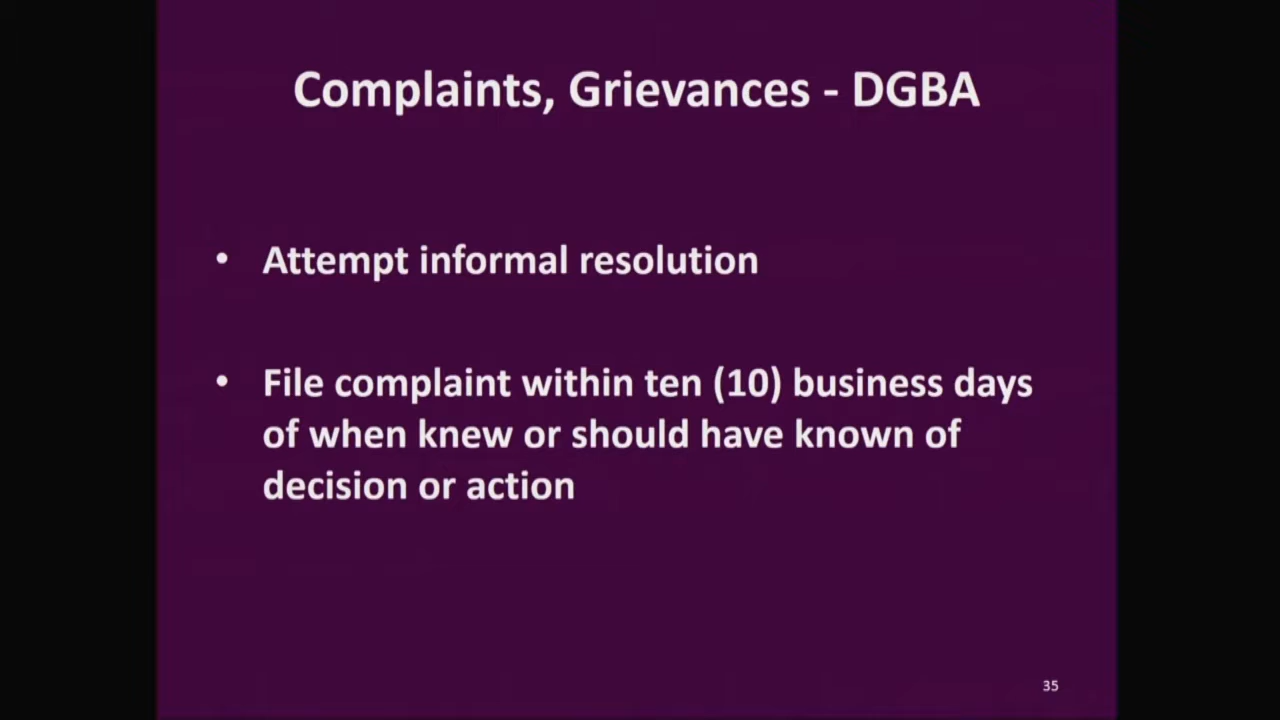 Complaints, Grievances - DGBA
• Attempt informal resolution
• File complaint within ten (10) business days
of when knew or should have known of
decision or action
35